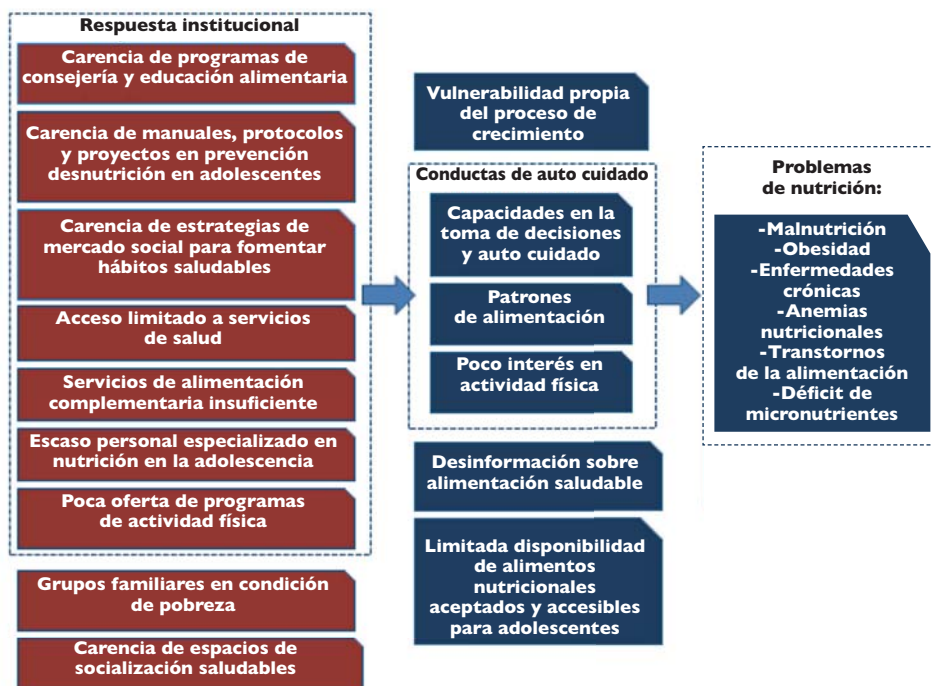 Respuesta institucional
Carencia de programas de
consejería y educación alimentaria
Carencia de manuales, protocolos
y proyectos en prevención
desnutrición en adolescentes
Carencia de estrategias de
mercado social para fomentar
hábitos saludables
Acceso limitado a servicios
de salud
Servicios de alimentación
complementaria insuficiente
Escaso personal especializado en
nutrición en la adolescencia
Poca oferta de programas
de actividad física
Grupos familiares en condición
de pobreza
Carencia de espacios de
socialización saludables
Vulnerabilidad propia
del proceso de
crecimiento
Conductas de auto cuidado
Capacidades en la
toma de decisiones
y auto cuidado
Patrones
de alimentación
Poco interés en
actividad física
Desinformación sobre
alimentación saludable
Limitada disponibilidad
de alimentos
nutricionales
aceptados y accesibles
para adolescentes
Problemas
de nutrición:
-Malnutrición
-Obesidad
-Enfermedades
crónicas
-Anemias
nutricionales
-Transtornos
de la alimentación
-Déficit de
micronutrientes